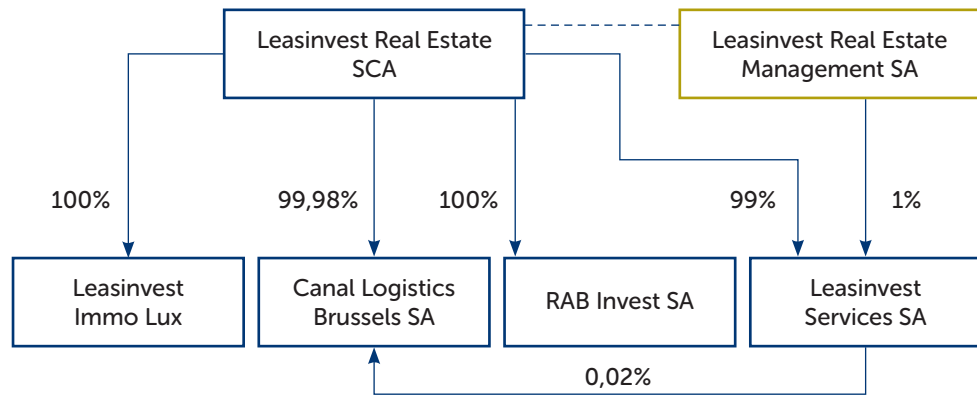 Leasinvest Real Estate
SCA
Leasinvest Real Estate
Management SA
100%
99,98%
100%
99%
1%
Leasinvest
Immo Lux
Canal Logistics
Brussels SA
RAB Invest SA
Leasinvest
Services SA
0,02%